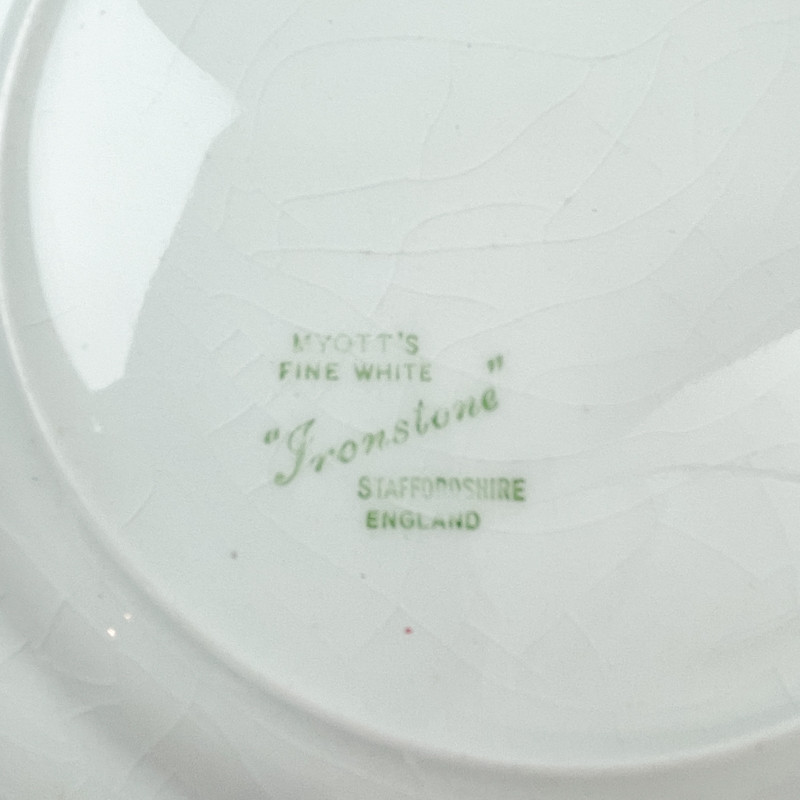 MYOTT'S
FINE WHITE
"Ironstone"
STAFFORDSHIRE
ENGLAND